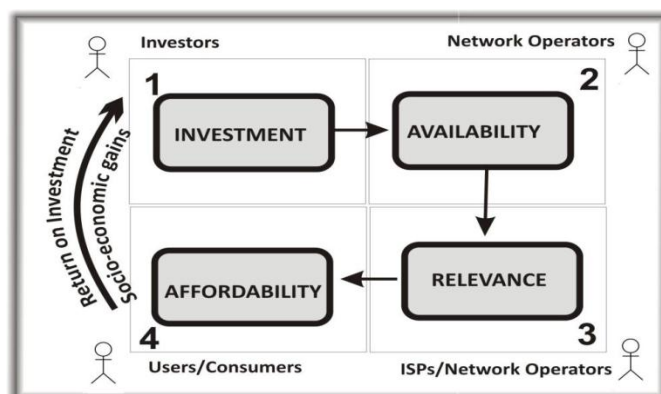 Investors
Network Operators
1
2
INVESTMENT
AVAILABILITY
Return on Investment
Socio-economic gains
AFFORDABILITY
RELEVANCE
4
3
Users/Consumers
ISPs/Network Operators